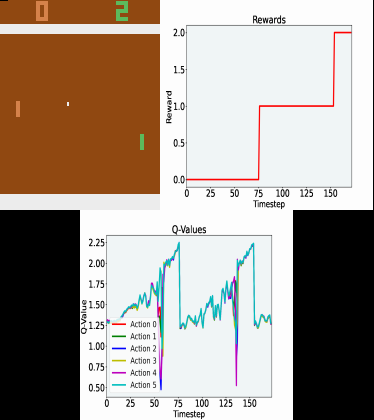 0 2
Rewards
2.0
1.5
1.0
0.5
0.0
Reward
0 25 50 75 100 125 150
Timestep
Q-Values
2.25
2.00
1.75
1.50
1.25
1.00
0.75
0.50
Q-Value
Action 0
Action 1
Action 2
Action 3
Action 4
Action 5
0 25 50 75 100 125 150
Timestep